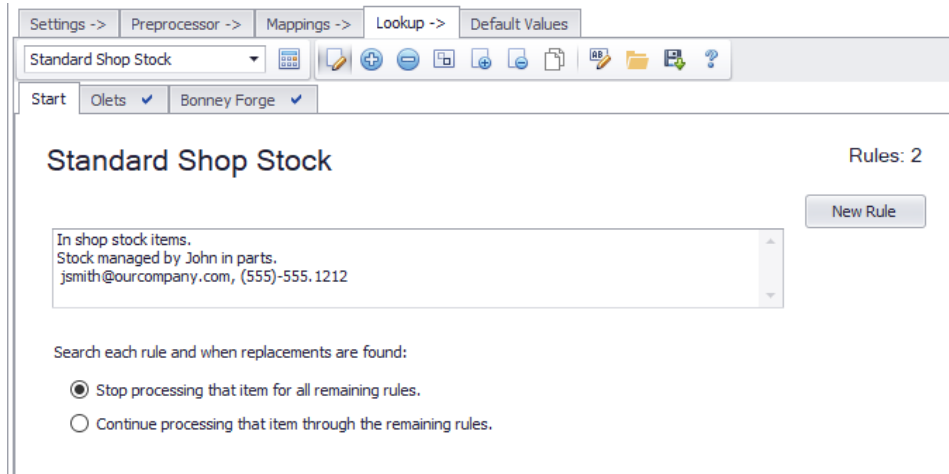 Settings -> Preprocessor -> Mappings -> Lookup -> Default Values
Standard Shop Stock
Start Olets Bonney Forge
Standard Shop Stock Rules: 2
New Rule
In shop stock items.
Stock managed by John in parts.
jsmith@ourcompany.com, (555)-555.1212
Search each rule and when replacements are found:
Stop processing that item for all remaining rules.
Continue processing that item through the remaining rules.